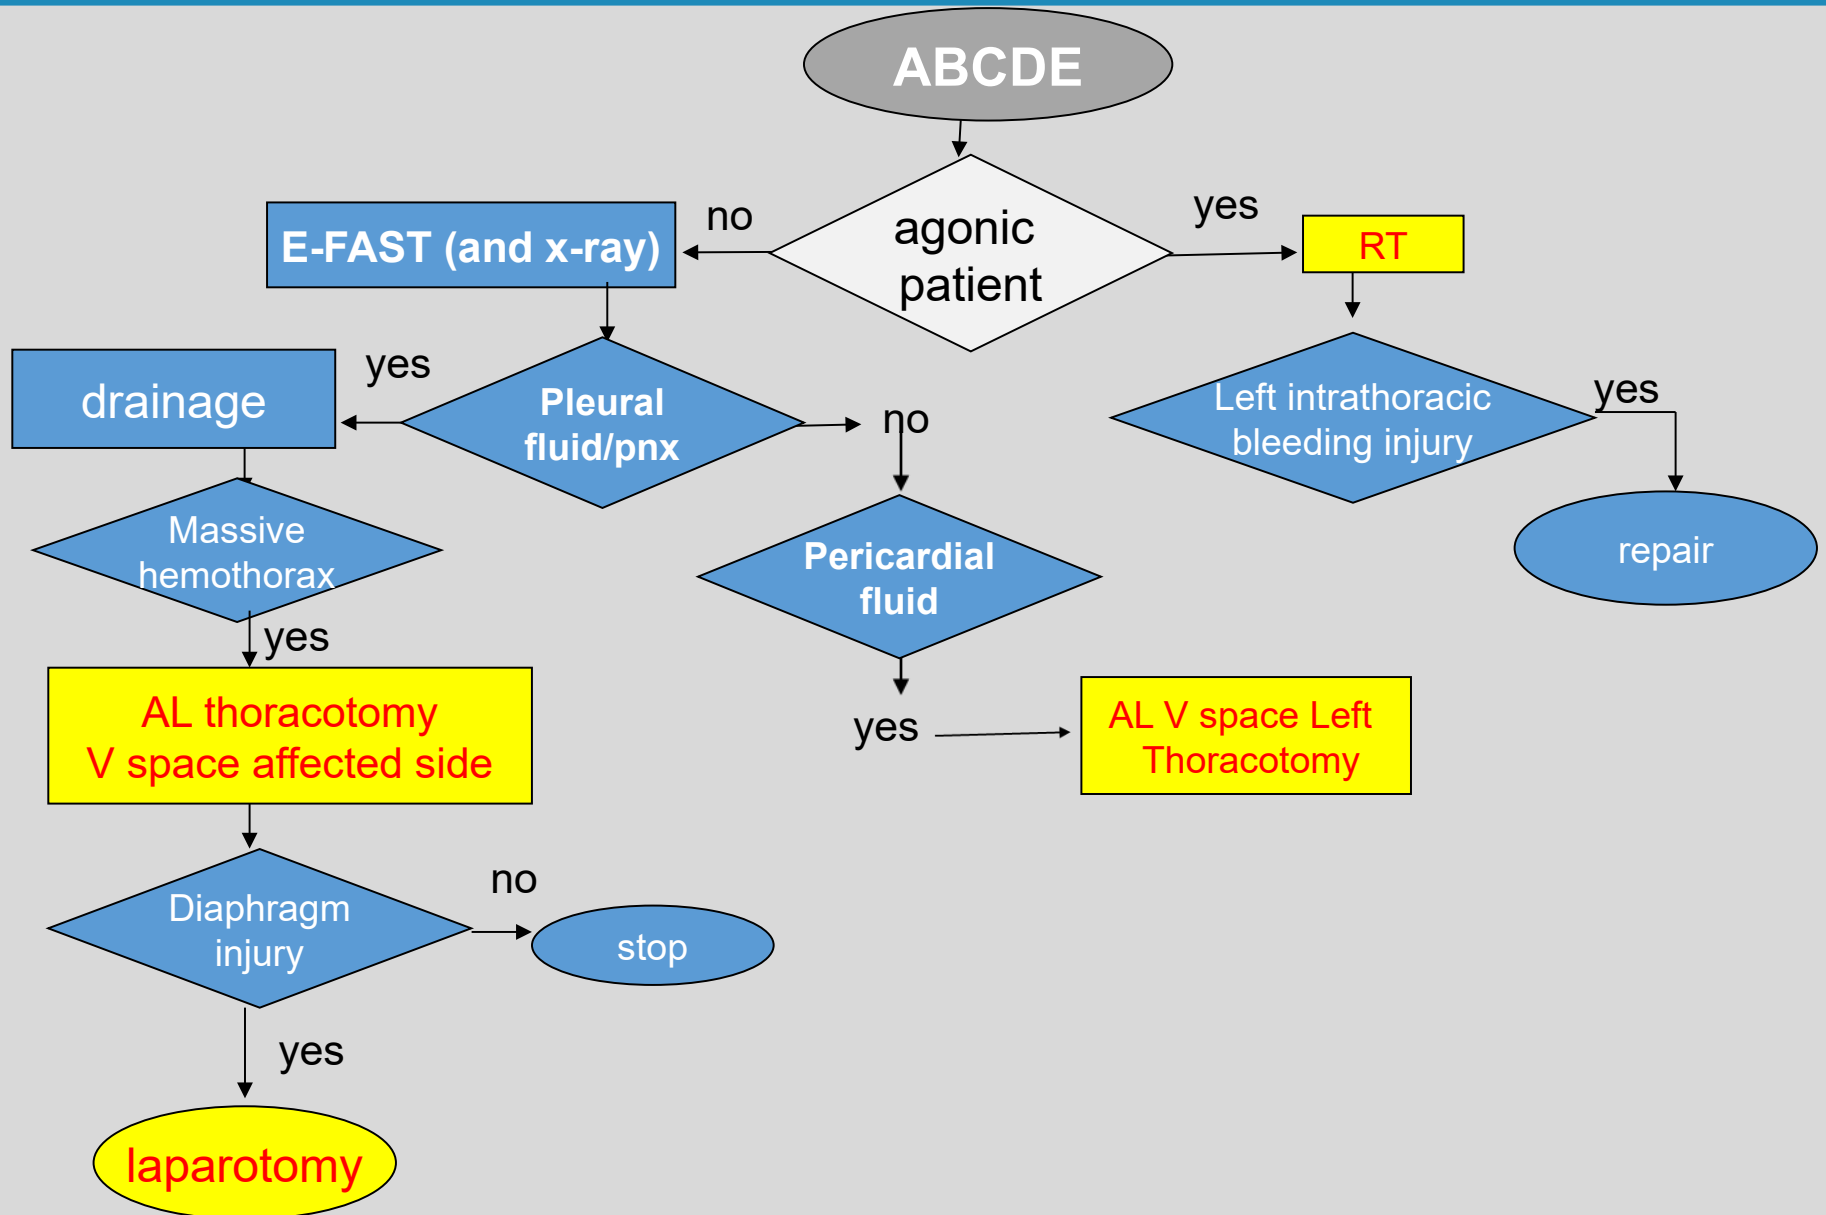 ABCDE
agonic
patient
no
yes
E-FAST (and x-ray)
RT
drainage
yes
Pleural
fluid/pnx
no
Left intrathoracic
bleeding injury
yes
Massive
hemothorax
Pericardial
fluid
repair
yes
AL thoracotomy
V space affected side
yes
AL V space Left
Thoracotomy
Diaphragm
injury
no
stop
yes
laparotomy